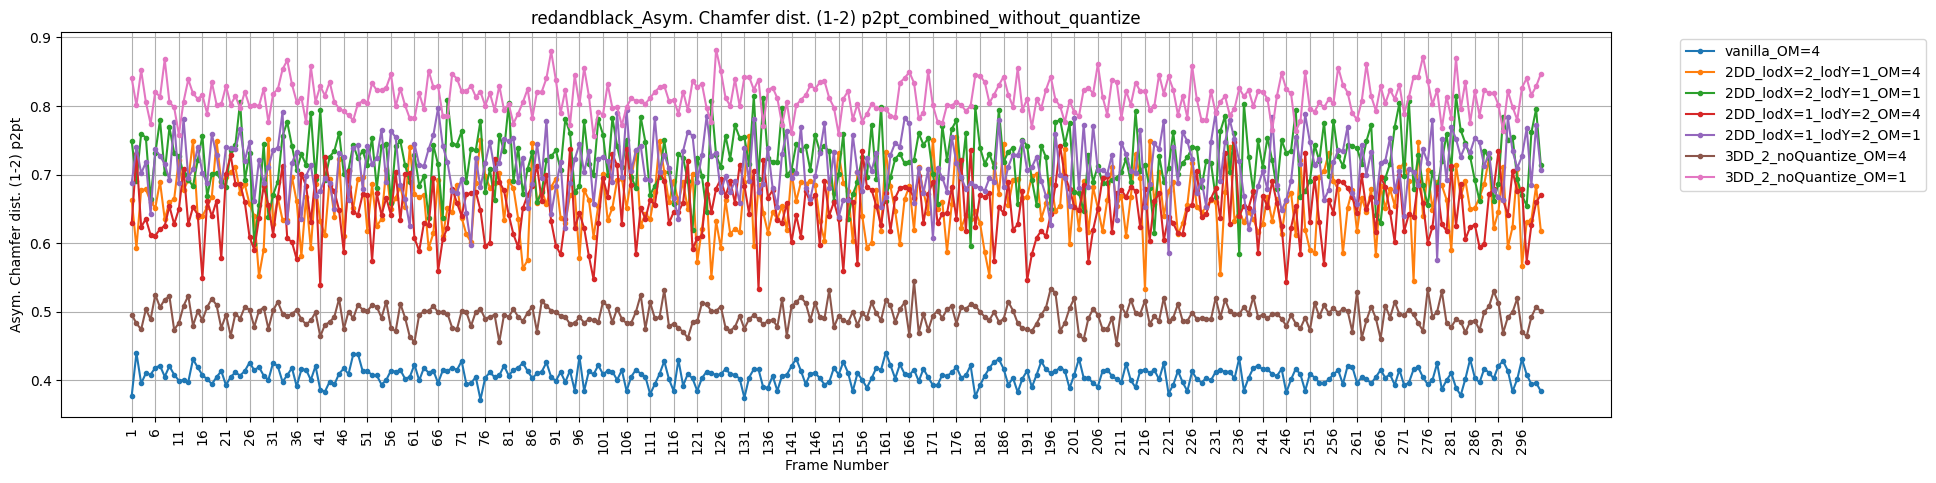 redandblack_Asym. Chamfer dist. (1-2) p2pt_combined_without_quantize
Asym. Chamfer dist. (1-2) p2pt
0.9
0.8
0.7
0.6
0.5
0.4
1 6 11 16 21 26 31 36 41 46 51 56 61 66 71 76 81 86 91 96 101 106 111 116 121 126 131 136 141 146 151 156 161 166 171 176 181 186 191 196 201 206 211 216 221 226 231 236 241 246 251 256 261 266 271 276 281 286 291 296
Frame Number
vanilla_OM=4
2DD_lodX=2_lodY=1_OM=4
2DD_lodX=2_lodY=1_OM=1
2DD_lodX=1_lodY=2_OM=4
2DD_lodX=1_lodY=2_OM=1
3DD_2_noQuantize_OM=4
3DD_2_noQuantize_OM=1